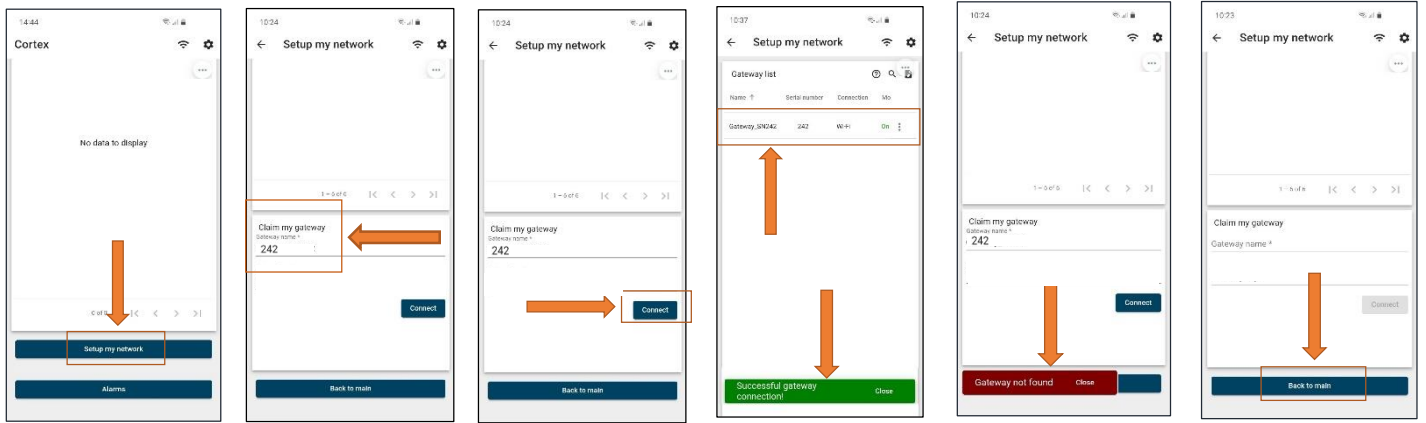 14:44
Cortex
No data to display
0 of 0
Setup my network
Alarms
10:24
Setup my network
Claim my gateway
Gateway name *
242
Connect
Back to main
10:24
Setup my network
Claim my gateway
Gateway name *
242
Connect
Back to main
10:37
Setup my network
Gateway list
Name ↑ Serial number Connection Mo
Gateway_SN242 242 Wi-Fi On
Successful gateway
connection!
Close
10:24
Setup my network
Claim my gateway
Gateway name *
242
Connect
Gateway not found Close
10:23
Setup my network
Claim my gateway
Gateway name *
Connect
Back to main